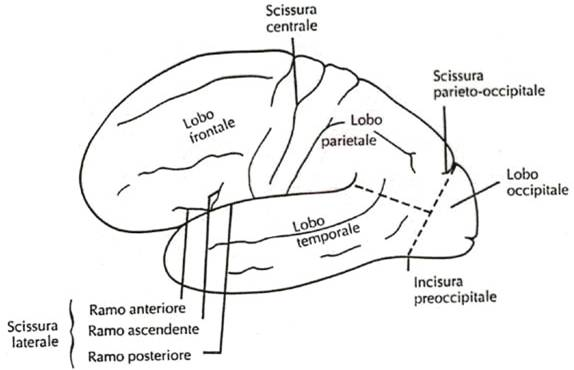 Scissura
centrale
Scissura
parieto-occipitale
Lobo
frontale
Lobo
parietale
Lobo
occipitale
Lobo
temporale
Incisura
preoccipitale
Scissura
laterale
Ramo anteriore
Ramo ascendente
Ramo posteriore